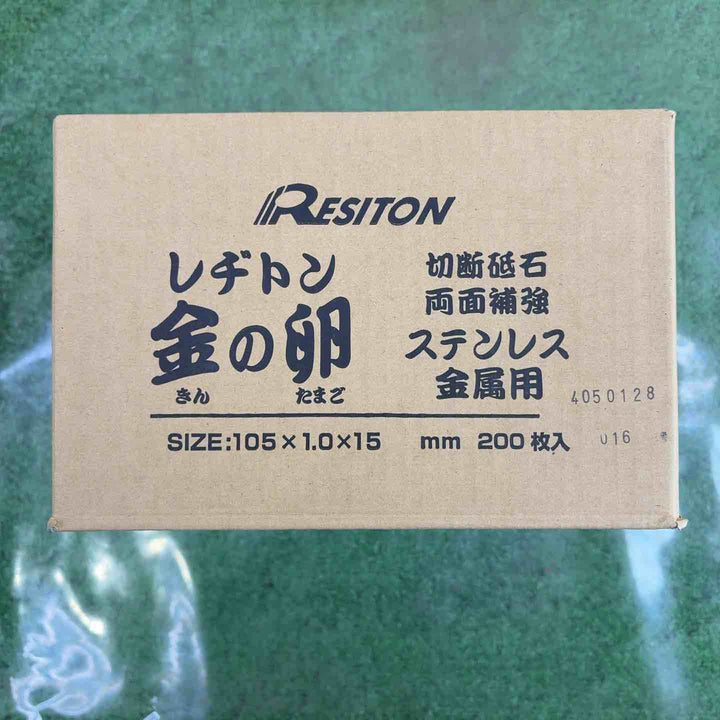 RESITON
レヂトン
金の卵
きん たまご
切断砥石
両面補強
ステンレス
金属用
4050128
SIZE:105×1.0×15 mm 200枚入
016